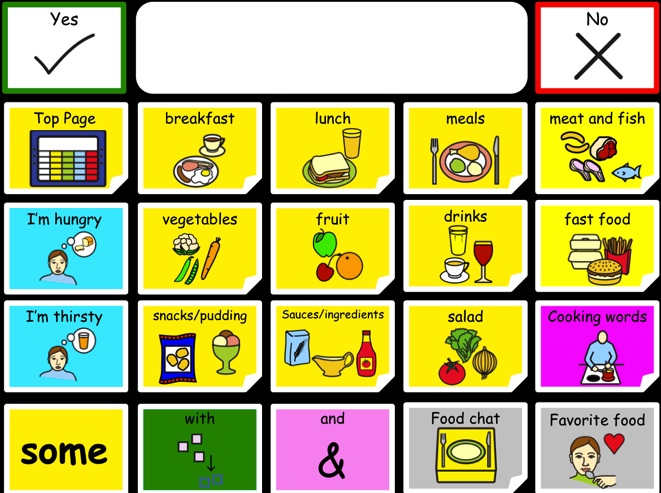 Yes
No
Top Page
breakfast
lunch
meals
meat and fish
I'm hungry
vegetables
fruit
drinks
fast food
I'm thirsty
snacks/pudding
Sauces/ingredients
salad
Cooking words
some
with
and
&
Food chat
Favorite food